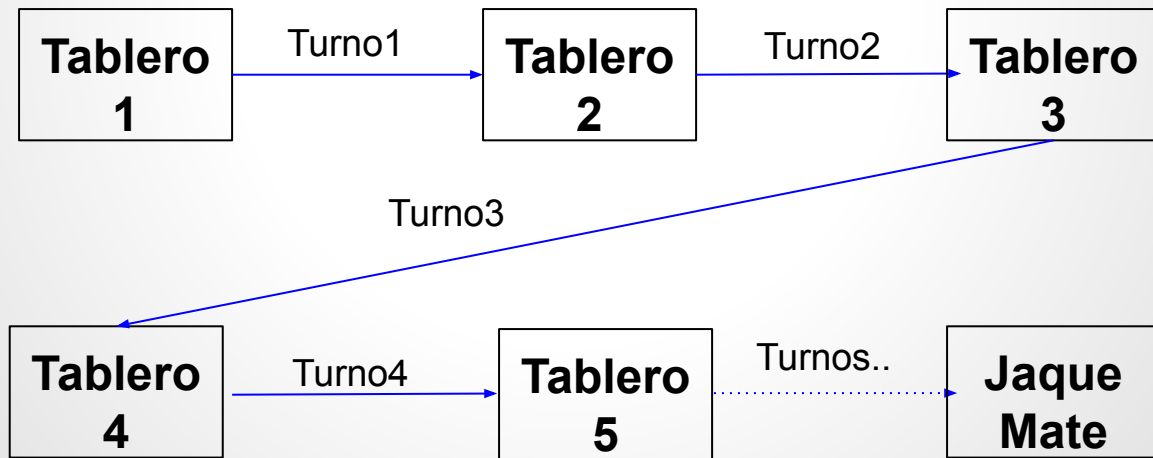 Tablero
1
Turno1
Tablero
2
Turno2
Tablero
3
Turno3
Tablero
4
Turno4
Tablero
5
Turnos..
Jaque
Mate